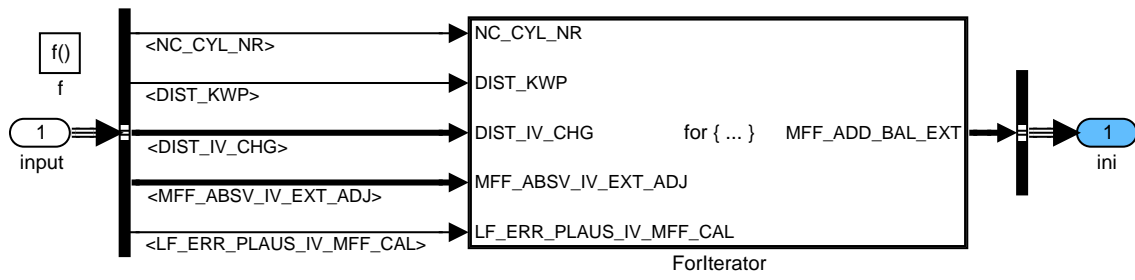 f()
f
1
input
<NC_CYL_NR>
<DIST_KWP>
<DIST_IV_CHG>
<MFF_ABSV_IV_EXT_ADJ>
<LF_ERR_PLAUS_IV_MFF_CAL>
NC_CYL_NR
DIST_KWP
DIST_IV_CHG
for { ... }
MFF_ADD_BAL_EXT
MFF_ABSV_IV_EXT_ADJ
LF_ERR_PLAUS_IV_MFF_CAL
ForIterator
1
ini